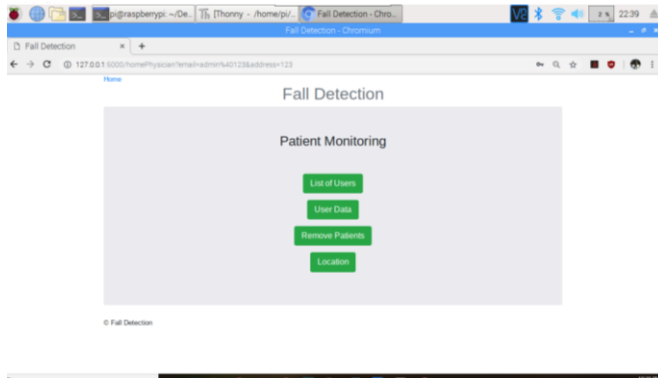 pi@raspberrypi: ~/De...
[Thonny - /home/pi/...
Fall Detection - Chro...
2 %
22:39
Fall Detection - Chromium
Fall Detection
127.0.0.1:5000/homePhysician?email=admin%40123&address=123
Home
Fall Detection
Patient Monitoring
List of Users
User Data
Remove Patients
Location
© Fall Detection